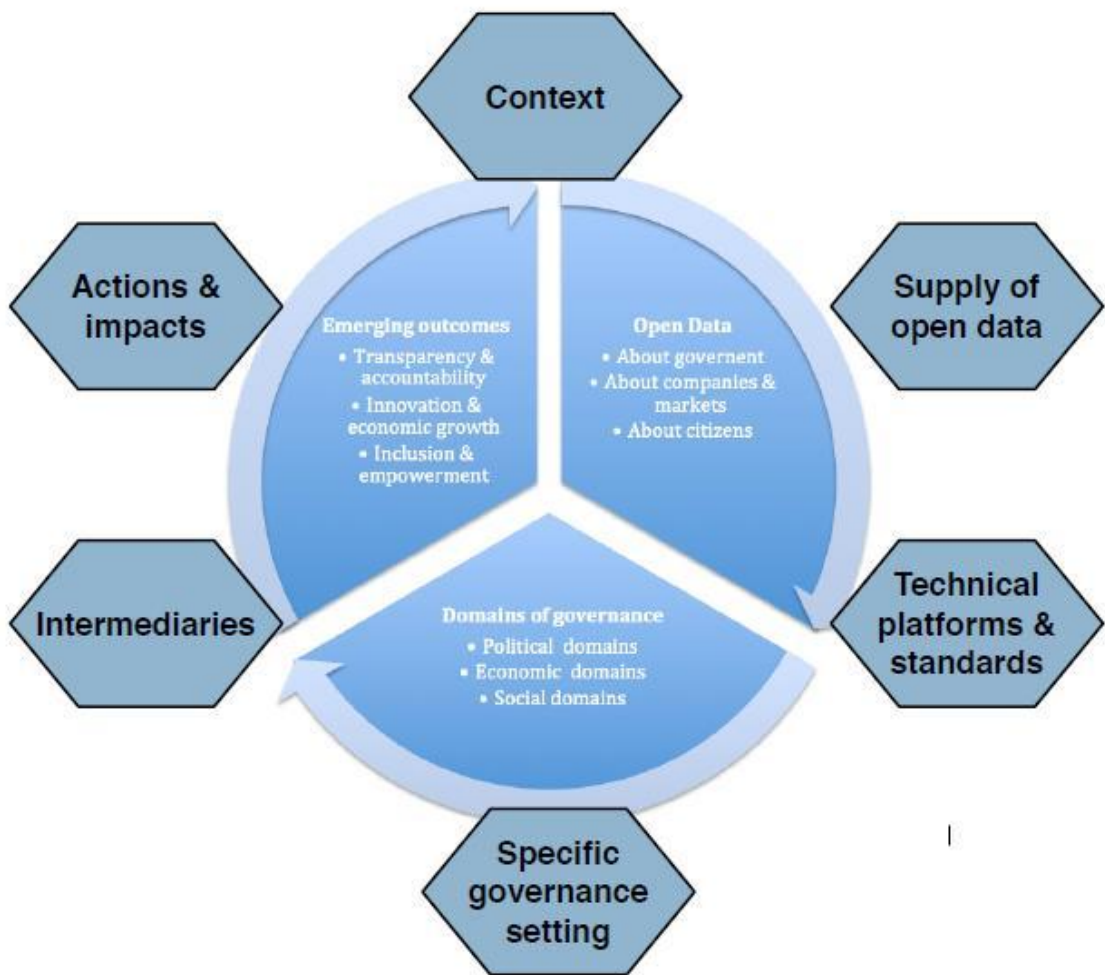 Context
Actions &
impacts
Supply of
open data
Emerging outcomes
• Transparency &
accountability
• Innovation &
economic growth
• Inclusion &
empowerment
Open Data
• About governent
• About companies &
markets
• About citizens
Intermediaries
Technical
platforms &
standards
Domains of governance
• Political domains
• Economic domains
• Social domains
Specific
governance
setting